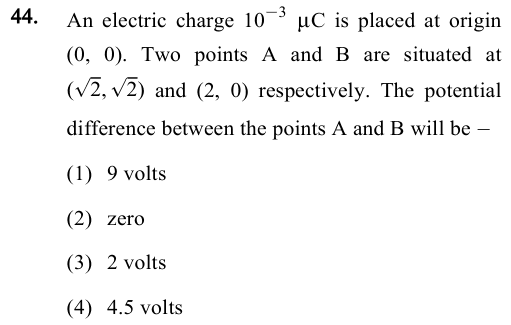 44. An electric charge 10⁻³ μC is placed at origin
(0, 0). Two points A and B are situated at
(√2, √2) and (2, 0) respectively. The potential
difference between the points A and B will be –
(1) 9 volts
(2) zero
(3) 2 volts
(4) 4.5 volts